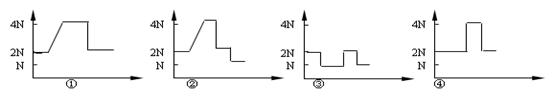 4N 4N 4N 4N
2N 2N 2N 2N
N N N N
① ② ③ ④